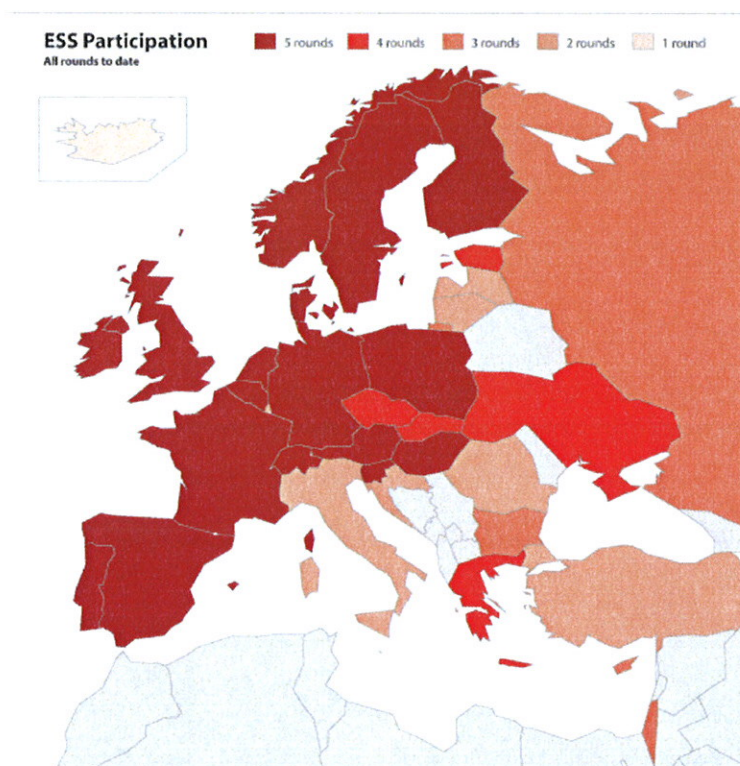 ESS Participation
All rounds to date
5 rounds
4 rounds
3 rounds
2 rounds
1 round